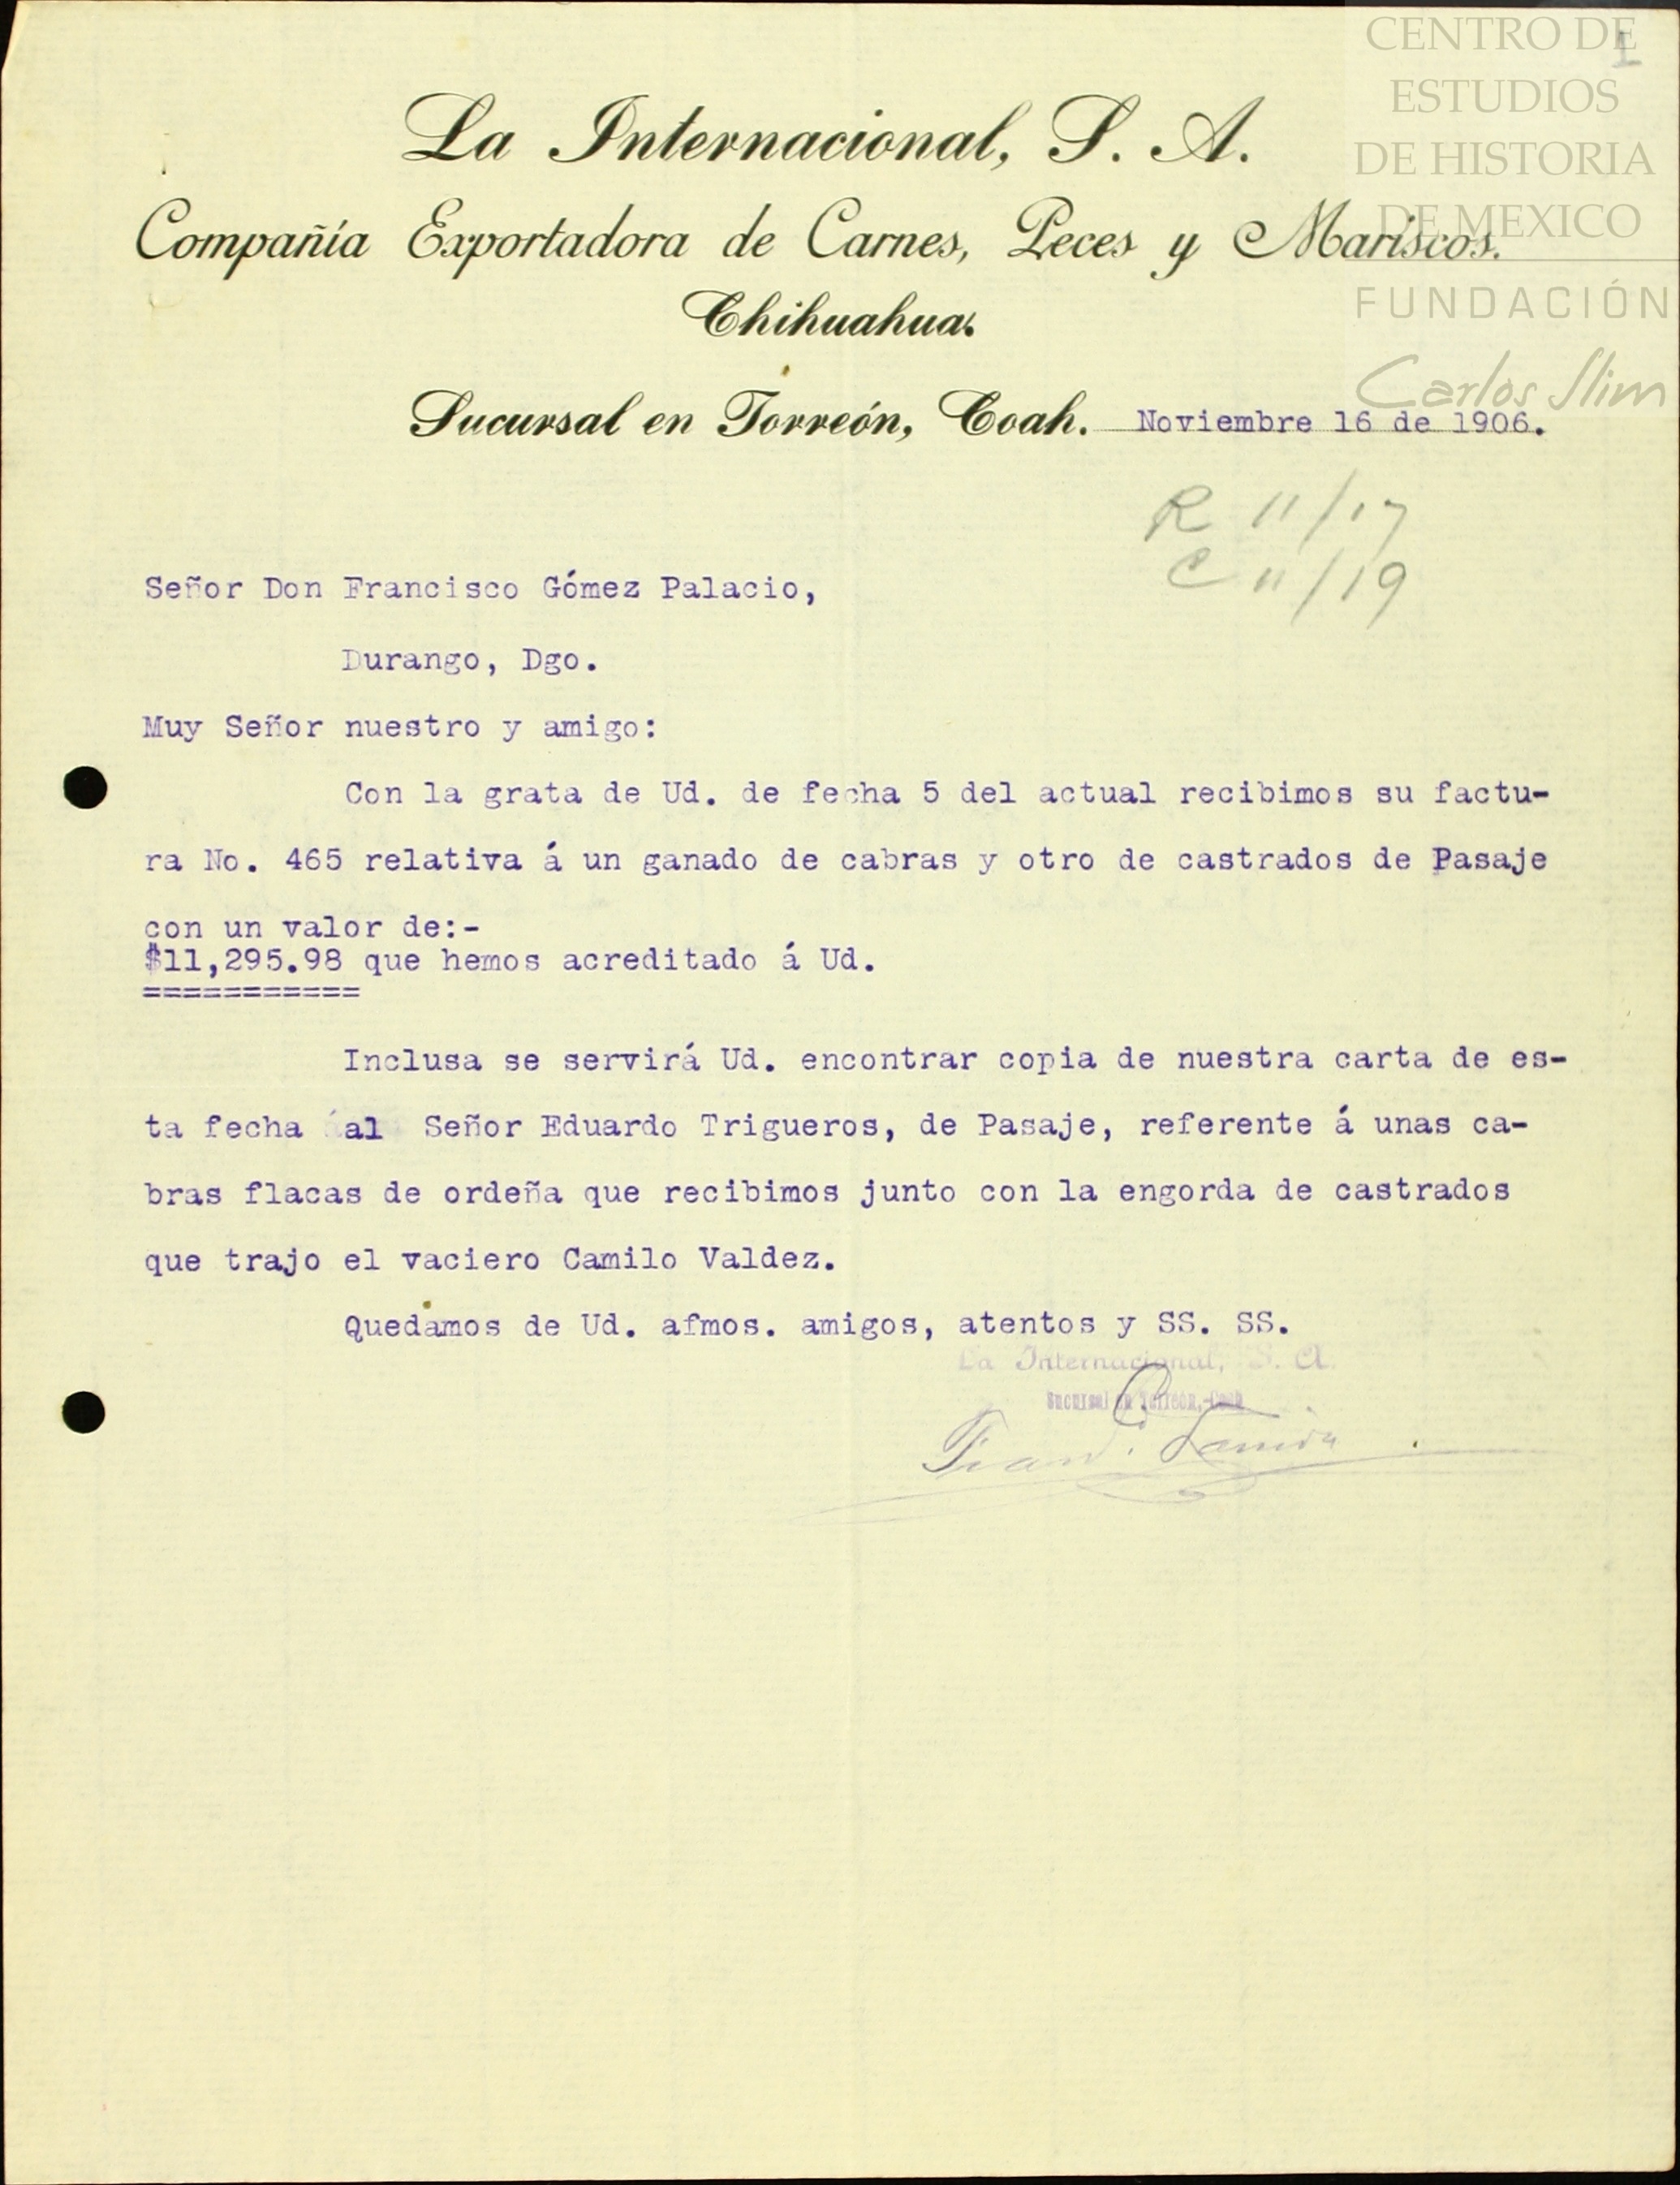 CENTRO DE
ESTUDIOS
DE HISTORIA
DE MEXICO
FUNDACIÓN
Carlos Slim
La Internacional, S. A.
Compañía Exportadora de Carnes, Peces y Mariscos.
Chihuahua.
Sucursal en Torreón, Coah. Noviembre 16 de 1906.
R 11/17
C 11/19
Señor Don Francisco Gómez Palacio,
Durango, Dgo.
Muy Señor nuestro y amigo:
Con la grata de Ud. de fecha 5 del actual recibimos su factu-
ra No. 465 relativa á un ganado de cabras y otro de castrados de Pasaje
con un valor de:-
$11,295.98 que hemos acreditado á Ud.
===========
Inclusa se servirá Ud. encontrar copia de nuestra carta de es-
ta fecha al Señor Eduardo Trigueros, de Pasaje, referente á unas ca-
bras flacas de ordeña que recibimos junto con la engorda de castrados
que trajo el vaciero Camilo Valdez.
Quedamos de Ud. afmos. amigos, atentos y SS. SS.
La Internacional, S. A.
Sucursal en Torreón, Coah.